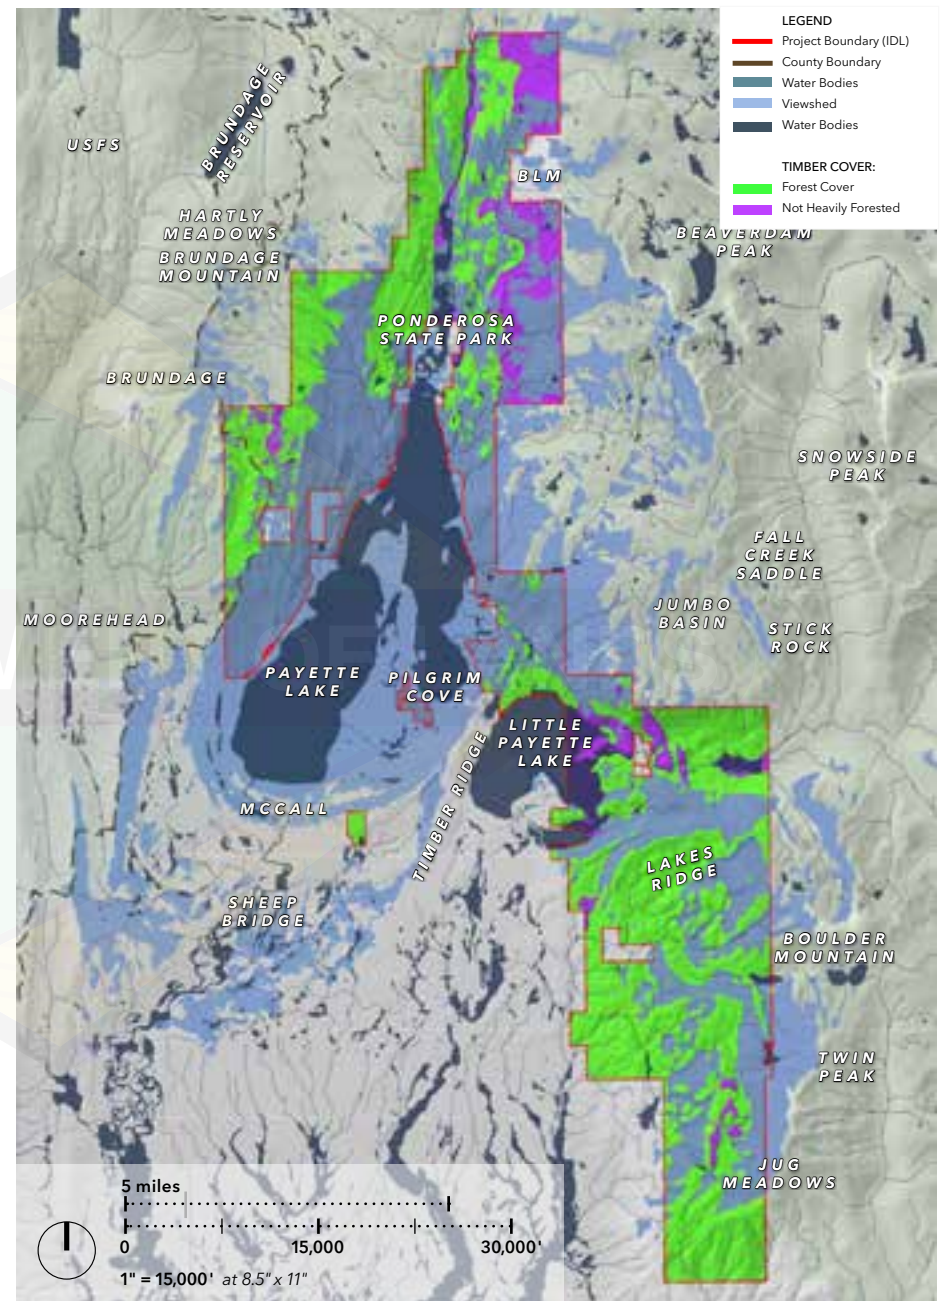 LEGEND
Project Boundary (IDL)
County Boundary
Water Bodies
Viewshed
Water Bodies
TIMBER COVER:
Forest Cover
Not Heavily Forested
BRUNDAGE
RESERVOIR
USFS
BLM
HARTLY
MEADOWS
BRUNDAGE
MOUNTAIN
BEAVERDAM
PEAK
PONDEROSA
STATE PARK
BRUNDAGE
SNOWSIDE
PEAK
FALL
CREEK
SADDLE
JUMBO
BASIN
MOOREHEAD
STICK
ROCK
PAYETTE
LAKE
PILGRIM
COVE
LITTLE
PAYETTE
LAKE
TIMBER RIDGE
MCCALL
LAKES
RIDGE
SHEEP
BRIDGE
BOULDER
MOUNTAIN
TWIN
PEAK
JUG
MEADOWS
5 miles
0 15,000 30,000'
1" = 15,000' at 8.5" x 11"